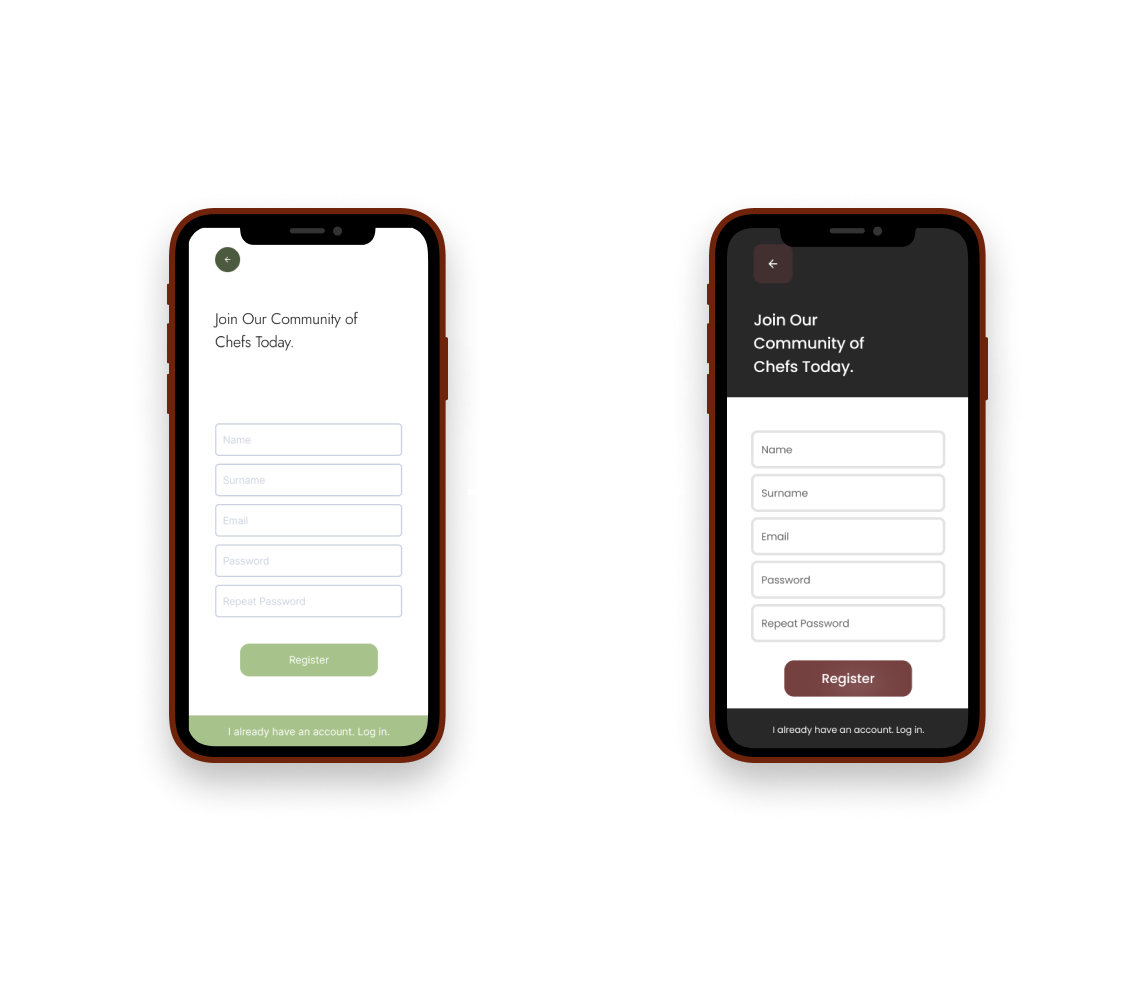 Join Our Community of
Chefs Today.
Name
Surname
Email
Password
Repeat Password
Register
I already have an account. Log in.
Join Our
Community of
Chefs Today.
Name
Surname
Email
Password
Repeat Password
Register
I already have an account. Log in.